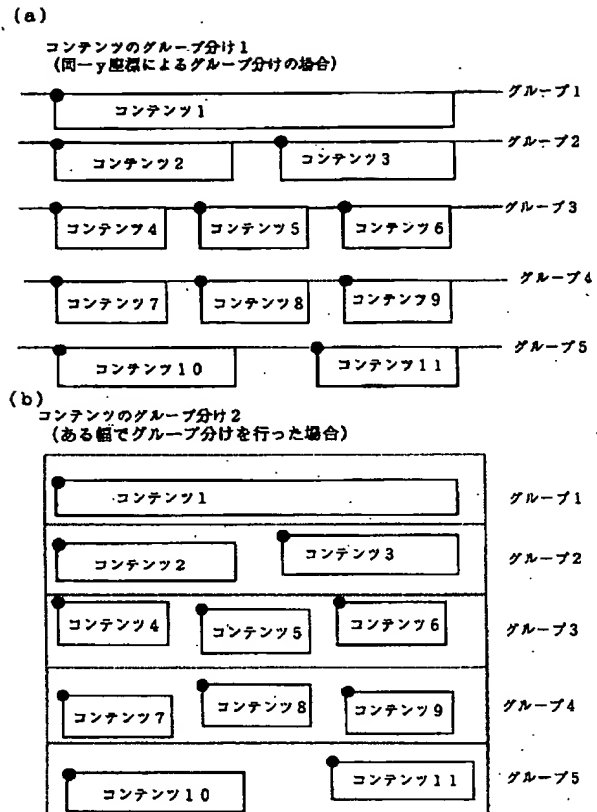 (a)
コンテンツのグループ分け1
(同一y座標によるグループ分けの場合)
グループ1
コンテンツ1
グループ2
コンテンツ2 コンテンツ3
グループ3
コンテンツ4 コンテンツ5 コンテンツ6
グループ4
コンテンツ7 コンテンツ8 コンテンツ9
グループ5
コンテンツ10 コンテンツ11
(b)
コンテンツのグループ分け2
(ある幅でグループ分けを行った場合)
コンテンツ1 グループ1
コンテンツ2 コンテンツ3 グループ2
コンテンツ4 コンテンツ5 コンテンツ6 グループ3
コンテンツ7 コンテンツ8 コンテンツ9 グループ4
コンテンツ10 コンテンツ11 グループ5